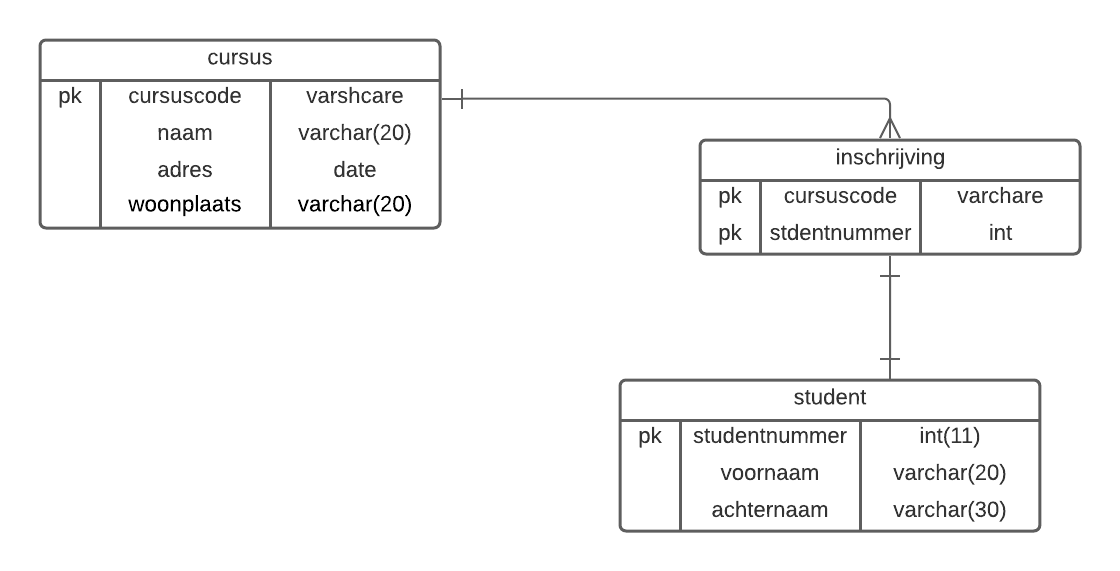 cursus
pk cursuscode varshcare
naam varchar(20)
adres date
woonplaats varchar(20)
inschrijving
pk cursuscode varchare
pk stdentnummer int
student
pk studentnummer int(11)
voornaam varchar(20)
achternaam varchar(30)